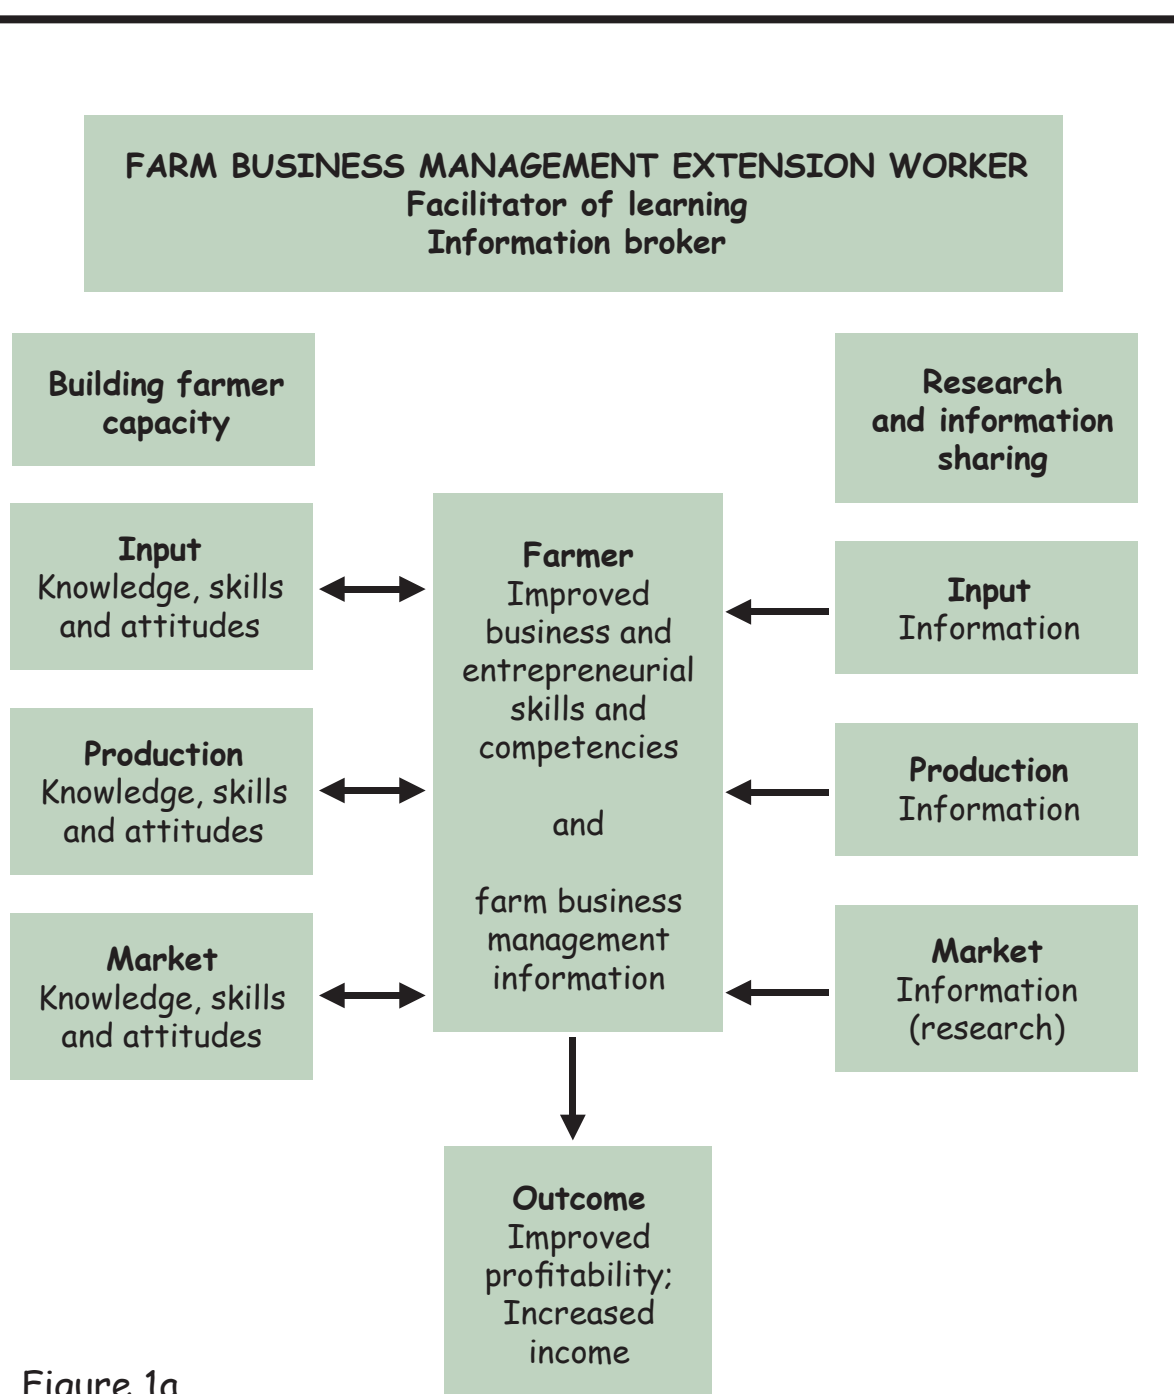 FARM BUSINESS MANAGEMENT EXTENSION WORKER
Facilitator of learning
Information broker
Building farmer
capacity
Input
Knowledge, skills
and attitudes
Production
Knowledge, skills
and attitudes
Market
Knowledge, skills
and attitudes
Farmer
Improved
business and
entrepreneurial
skills and
competencies
and
farm business
management
information
Research
and information
sharing
Input
Information
Production
Information
Market
Information
(research)
Outcome
Improved
profitability;
Increased
income
Figure 1a